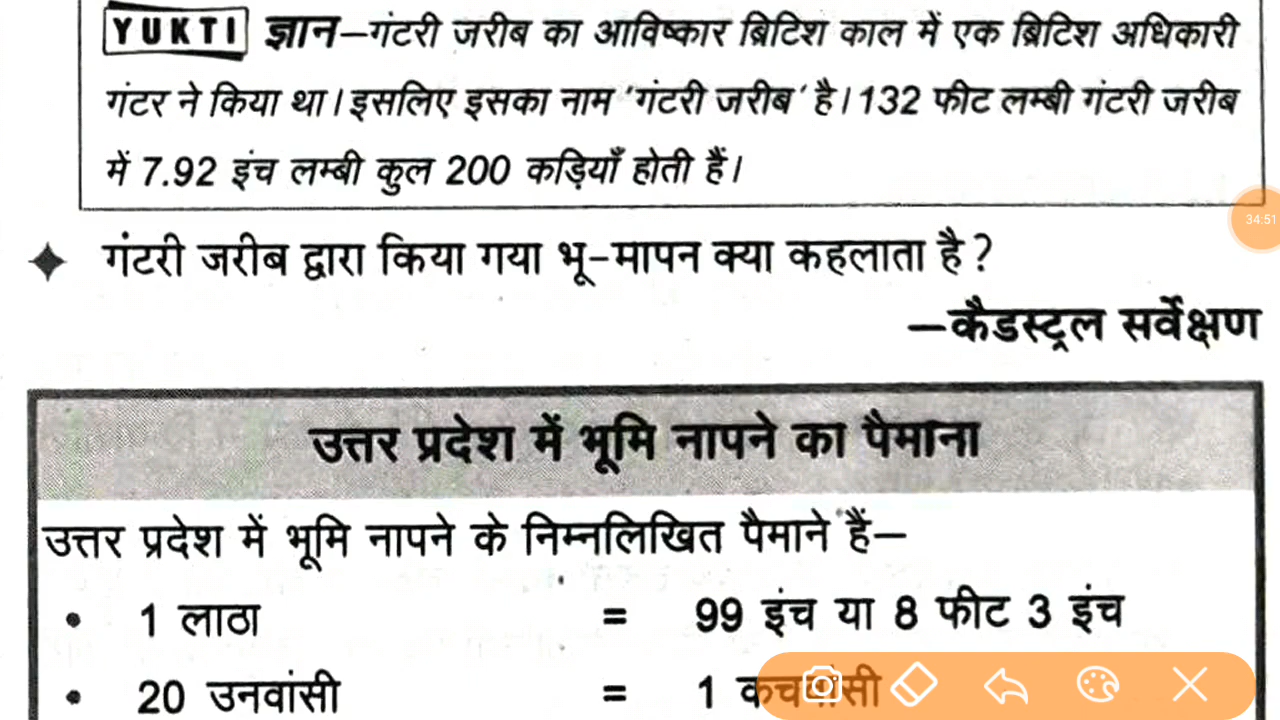 YUKTI ज्ञान–गंटरी जरीब का आविष्कार ब्रिटिश काल में एक ब्रिटिश अधिकारी
गंटर ने किया था। इसलिए इसका नाम 'गंटरी जरीब' है। 132 फीट लम्बी गंटरी जरीब
में 7.92 इंच लम्बी कुल 200 कड़ियाँ होती हैं।
34:51
✦ गंटरी जरीब द्वारा किया गया भू-मापन क्या कहलाता है?
–कैडस्ट्रल सर्वेक्षण
उत्तर प्रदेश में भूमि नापने का पैमाना
उत्तर प्रदेश में भूमि नापने के निम्नलिखित पैमाने हैं–
• 1 लाठा = 99 इंच या 8 फीट 3 इंच
• 20 उनवांसी = 1